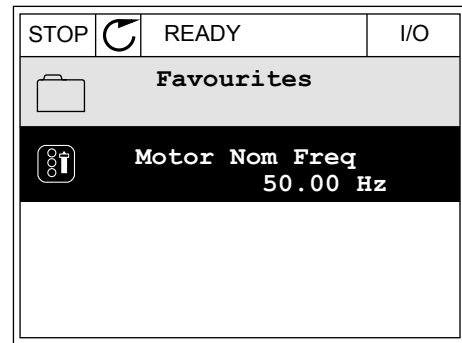 STOP READY I/O
Favourites
Motor Nom Freq
50.00 Hz